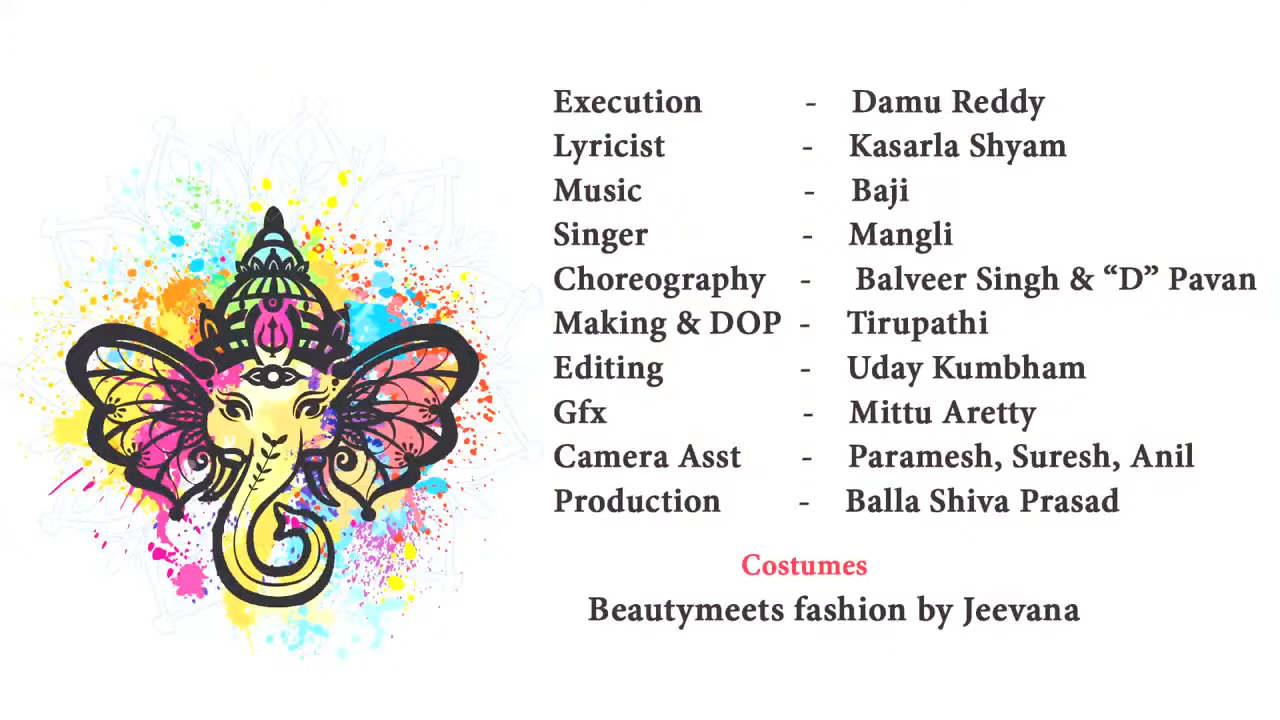 Execution - Damu Reddy
Lyricist - Kasarla Shyam
Music - Baji
Singer - Mangli
Choreography - Balveer Singh & “D” Pavan
Making & DOP - Tirupathi
Editing - Uday Kumbham
Gfx - Mittu Aretty
Camera Asst - Paramesh, Suresh, Anil
Production - Balla Shiva Prasad
Costumes
Beautymeets fashion by Jeevana